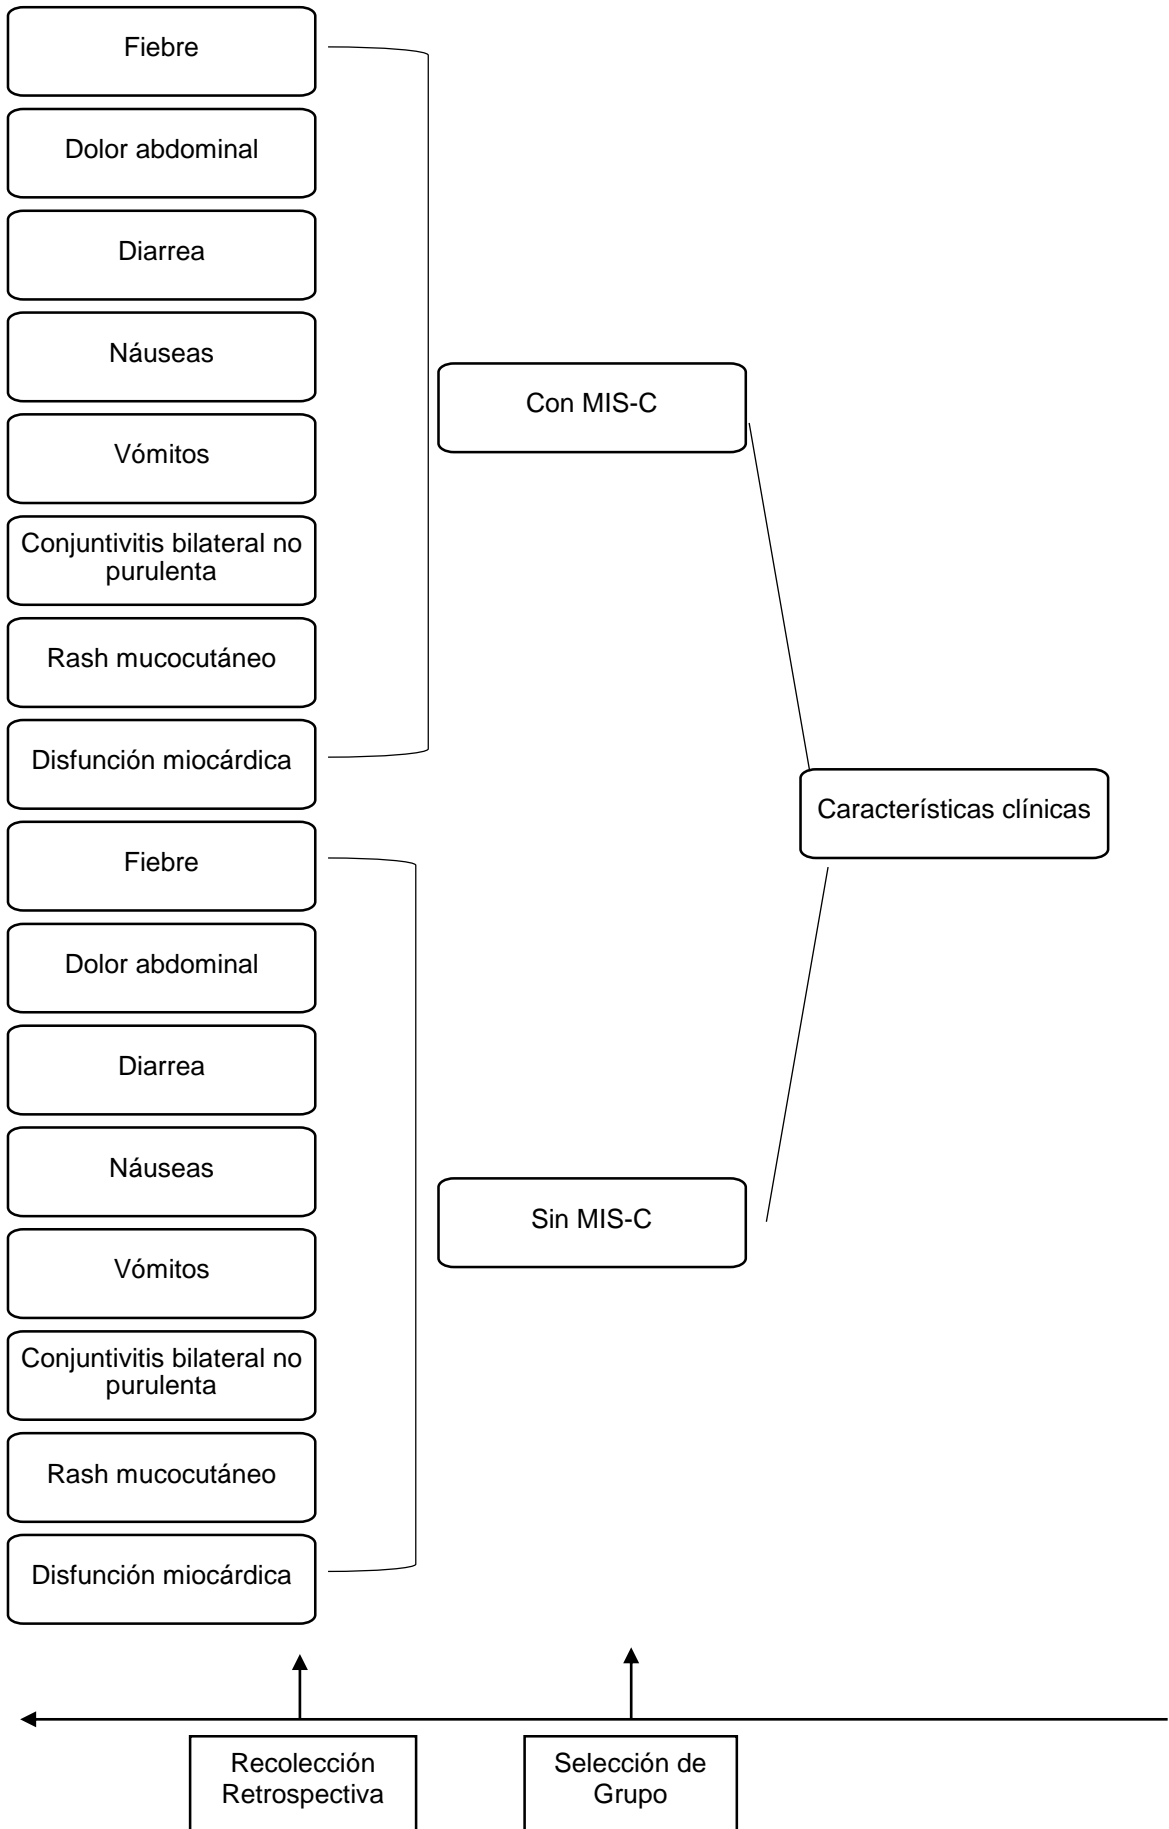 Fiebre
Dolor abdominal
Diarrea
Náuseas
Vómitos
Conjuntivitis bilateral no
purulenta
Rash mucocutáneo
Disfunción miocárdica
Con MIS-C
Característícas clínicas
Fiebre
Dolor abdominal
Diarrea
Náuseas
Vómitos
Conjuntivitis bilateral no
purulenta
Rash mucocutáneo
Disfunción miocárdica
Sin MIS-C
Recolección
Retrospectiva
Selección de
Grupo